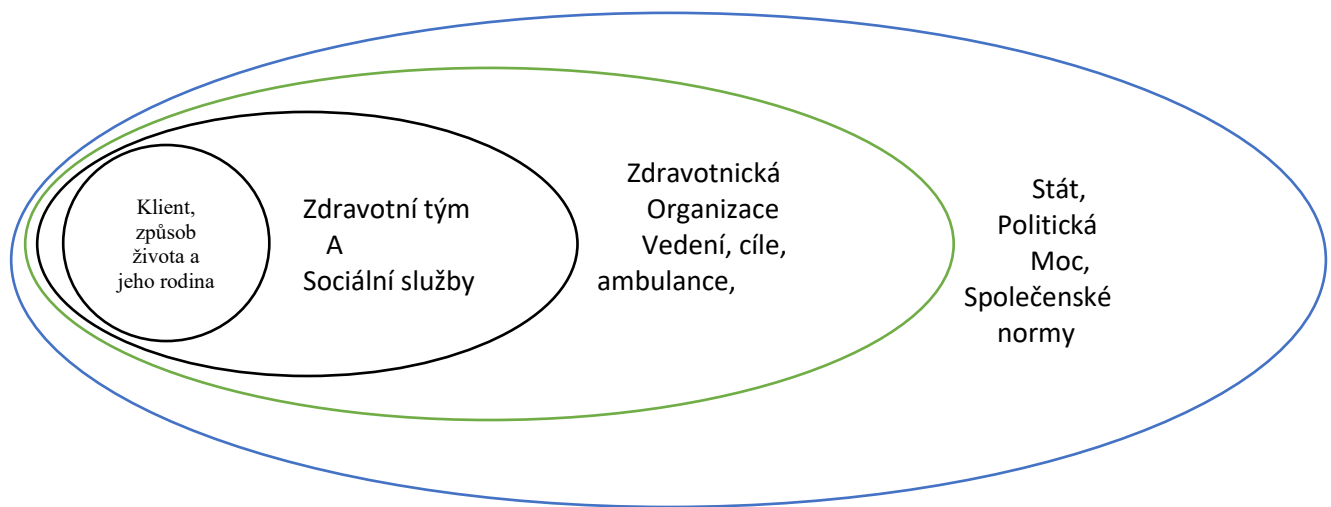 Klient,
způsob
života a
jeho rodina
Zdravotní tým
A
Sociální služby
Zdravotnická
Organizace
Vedení, cíle,
ambulance,
Stát,
Politická
Moc,
Společenské
normy